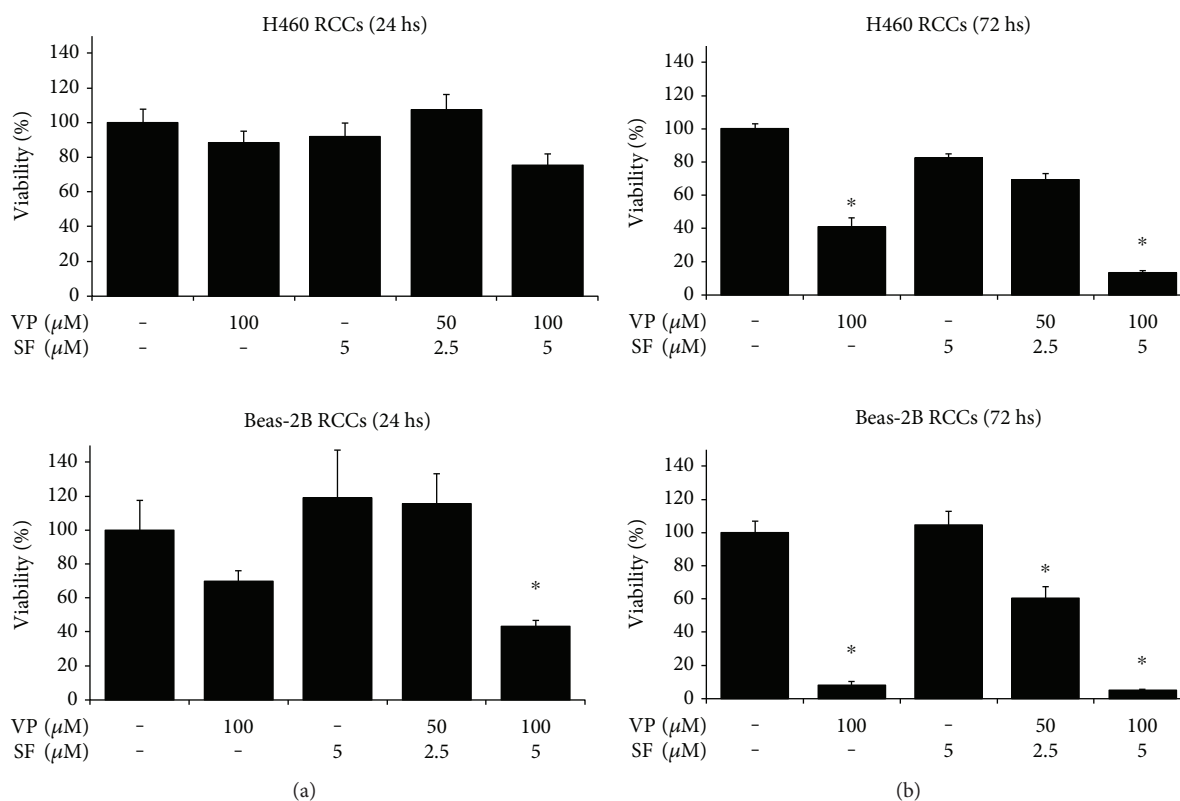 H460 RCCs (24 hs)
Viability (%)
140
120
100
80
60
40
20
0
VP (μM) – 100 – 50 100
SF (μM) – – 5 2.5 5
H460 RCCs (72 hs)
Viability (%)
140
120
100
80
60
40
20
0
*
*
VP (μM) – 100 – 50 100
SF (μM) – – 5 2.5 5
Beas-2B RCCs (24 hs)
Viability (%)
140
120
100
80
60
40
20
0
*
VP (μM) – 100 – 50 100
SF (μM) – – 5 2.5 5
(a)
Beas-2B RCCs (72 hs)
Viability (%)
140
120
100
80
60
40
20
0
*
*
*
VP (μM) – 100 – 50 100
SF (μM) – – 5 2.5 5
(b)